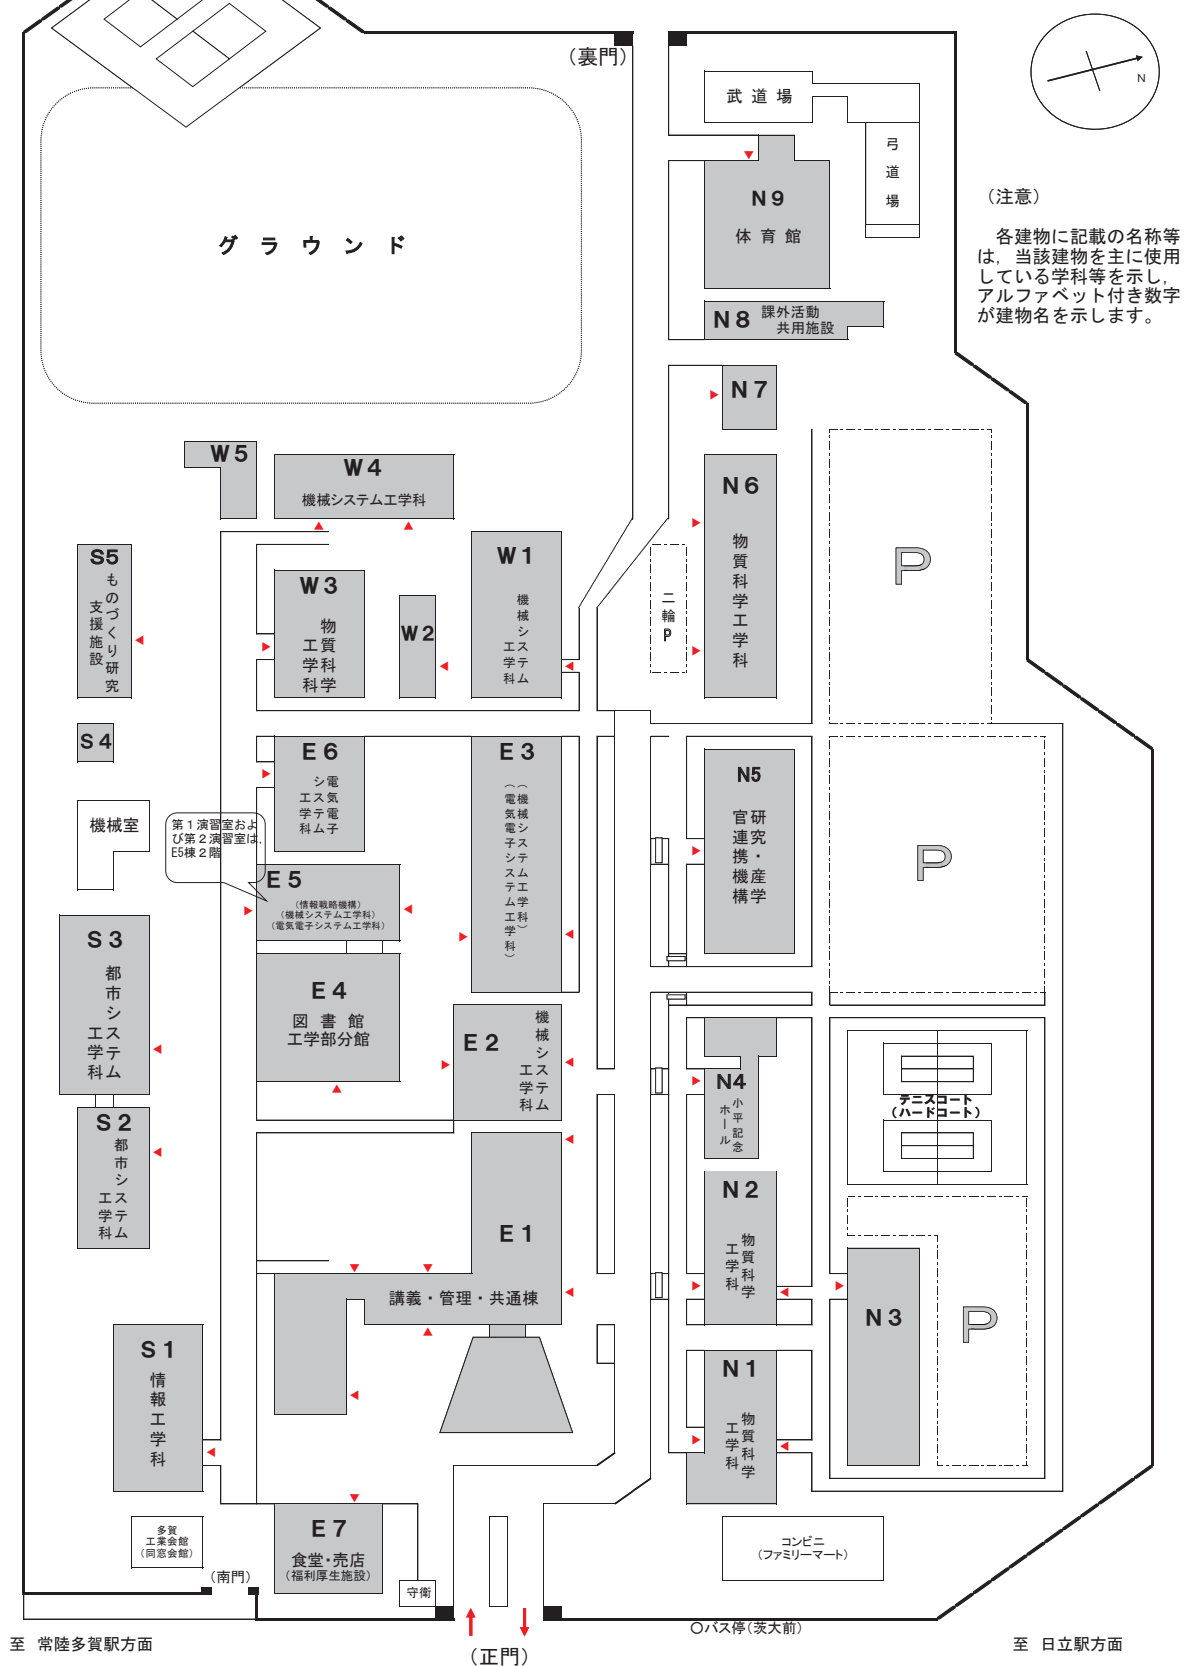 (裏門)
N
武道場
弓道場
N9
体育館
(注意)
各建物に記載の名称等
は，当該建物を主に使用
している学科等を示し，
アルファベット付き数字
が建物名を示します。
グラウンド
N8
課外活動
共用施設
N7
W5
W4
機械システム工学科
N6
物質科学工学科
P
S5
ものづくり研究
支援施設
W3
物質科学
工学科
W2
W1
機械システム
工学科
二輪P
S4
E6
電気電子
システム
工学科
E3
(機械システム工学科)
(電気電子システム工学科)
N5
研究・産学
官連携機構
P
機械室
第1演習室およ
び第2演習室は，
E5棟2階
E5
(情報戦略機構)
(機械システム工学科)
(電気電子システム工学科)
S3
都市システム
工学科
E4
図書館
工学部分館
E2
機械システム
工学科
N4
小平記念
ホール
テニスコート
(ハードコート)
S2
都市システム
工学科
E1
講義・管理・共通棟
N2
物質科学
工学科
N3
P
S1
情報工学科
N1
物質科学
工学科
多賀
工業会館
(同窓会館)
E7
食堂・売店
(福利厚生施設)
コンビニ
(ファミリーマート)
(南門)
守衛
至 常陸多賀駅方面
(正門)
○バス停(茨大前)
至 日立駅方面